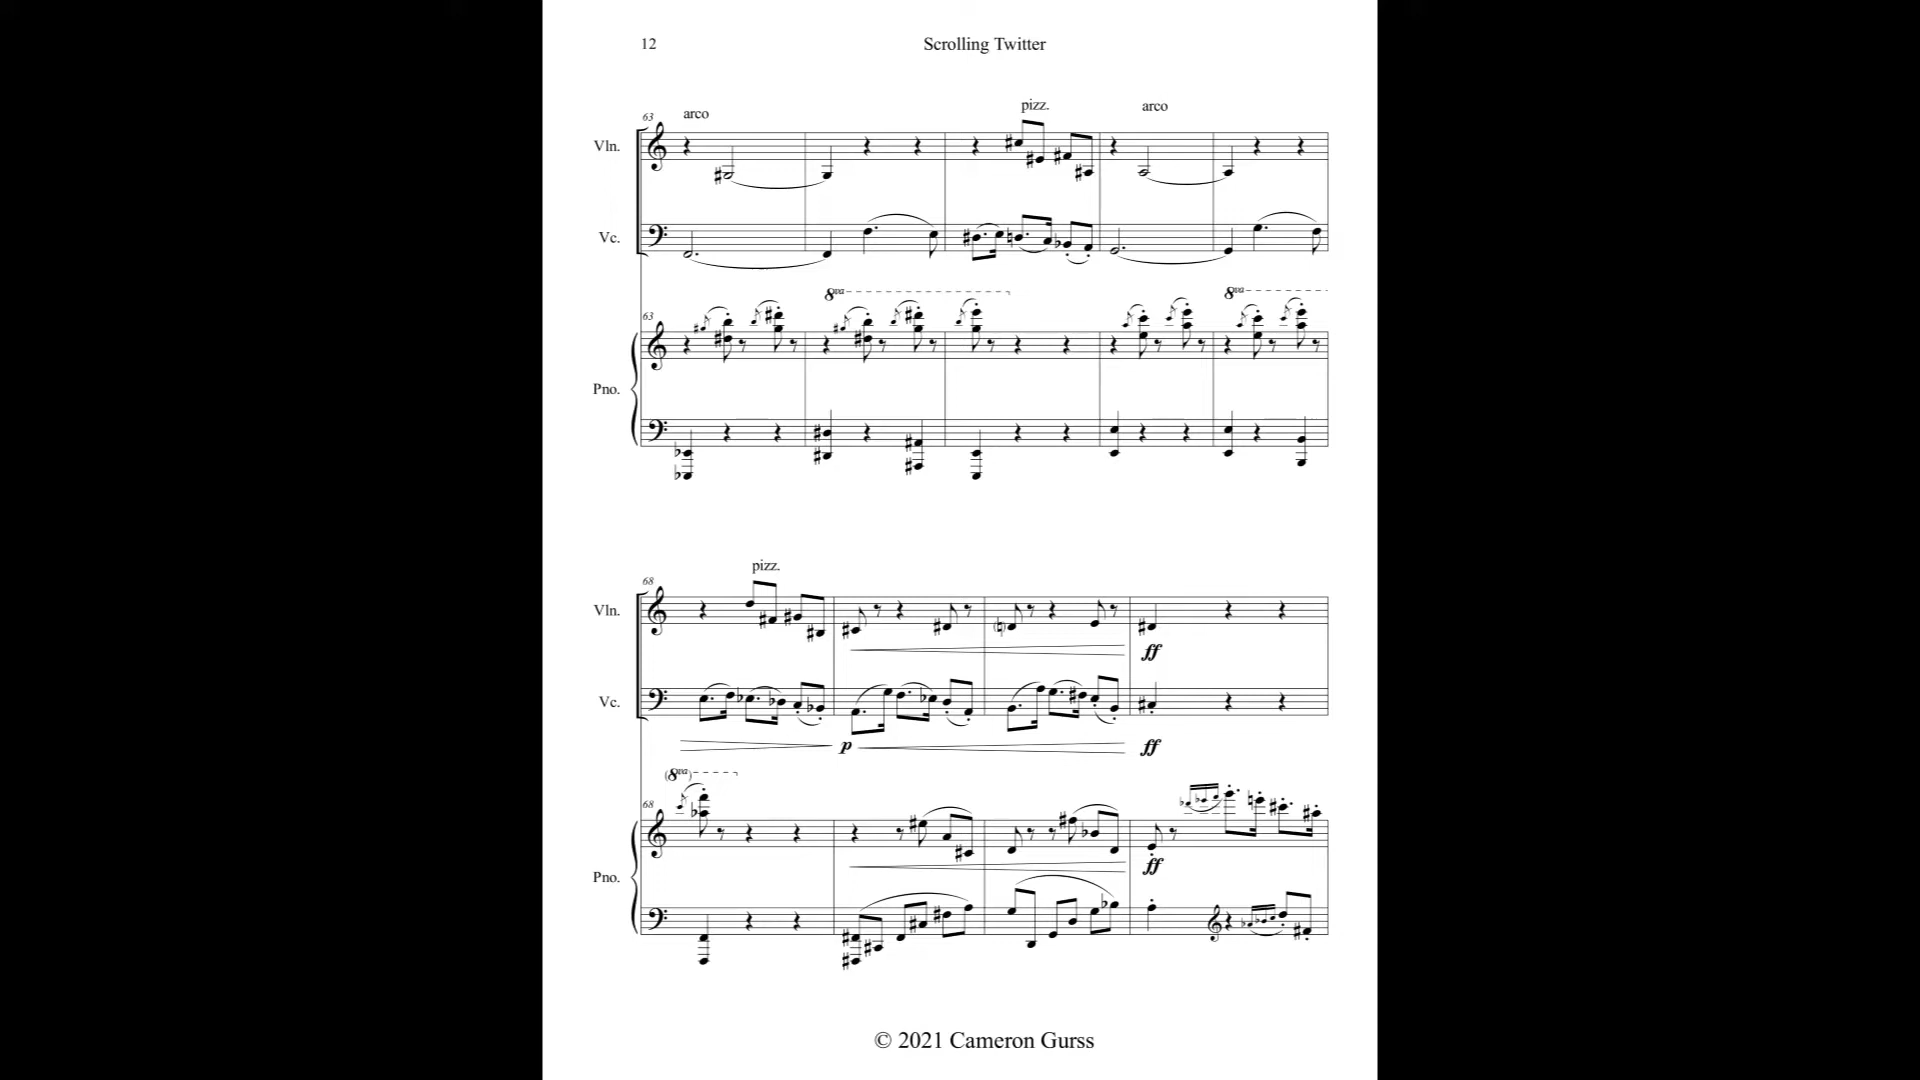 12 Scrolling Twitter
arco pizz. arco
63
Vln.
Vc.
8va 8va
63
Pno.
pizz.
68
Vln.
ff
Vc.
p ff
(8va)
68
ff
Pno.
© 2021 Cameron Gurss